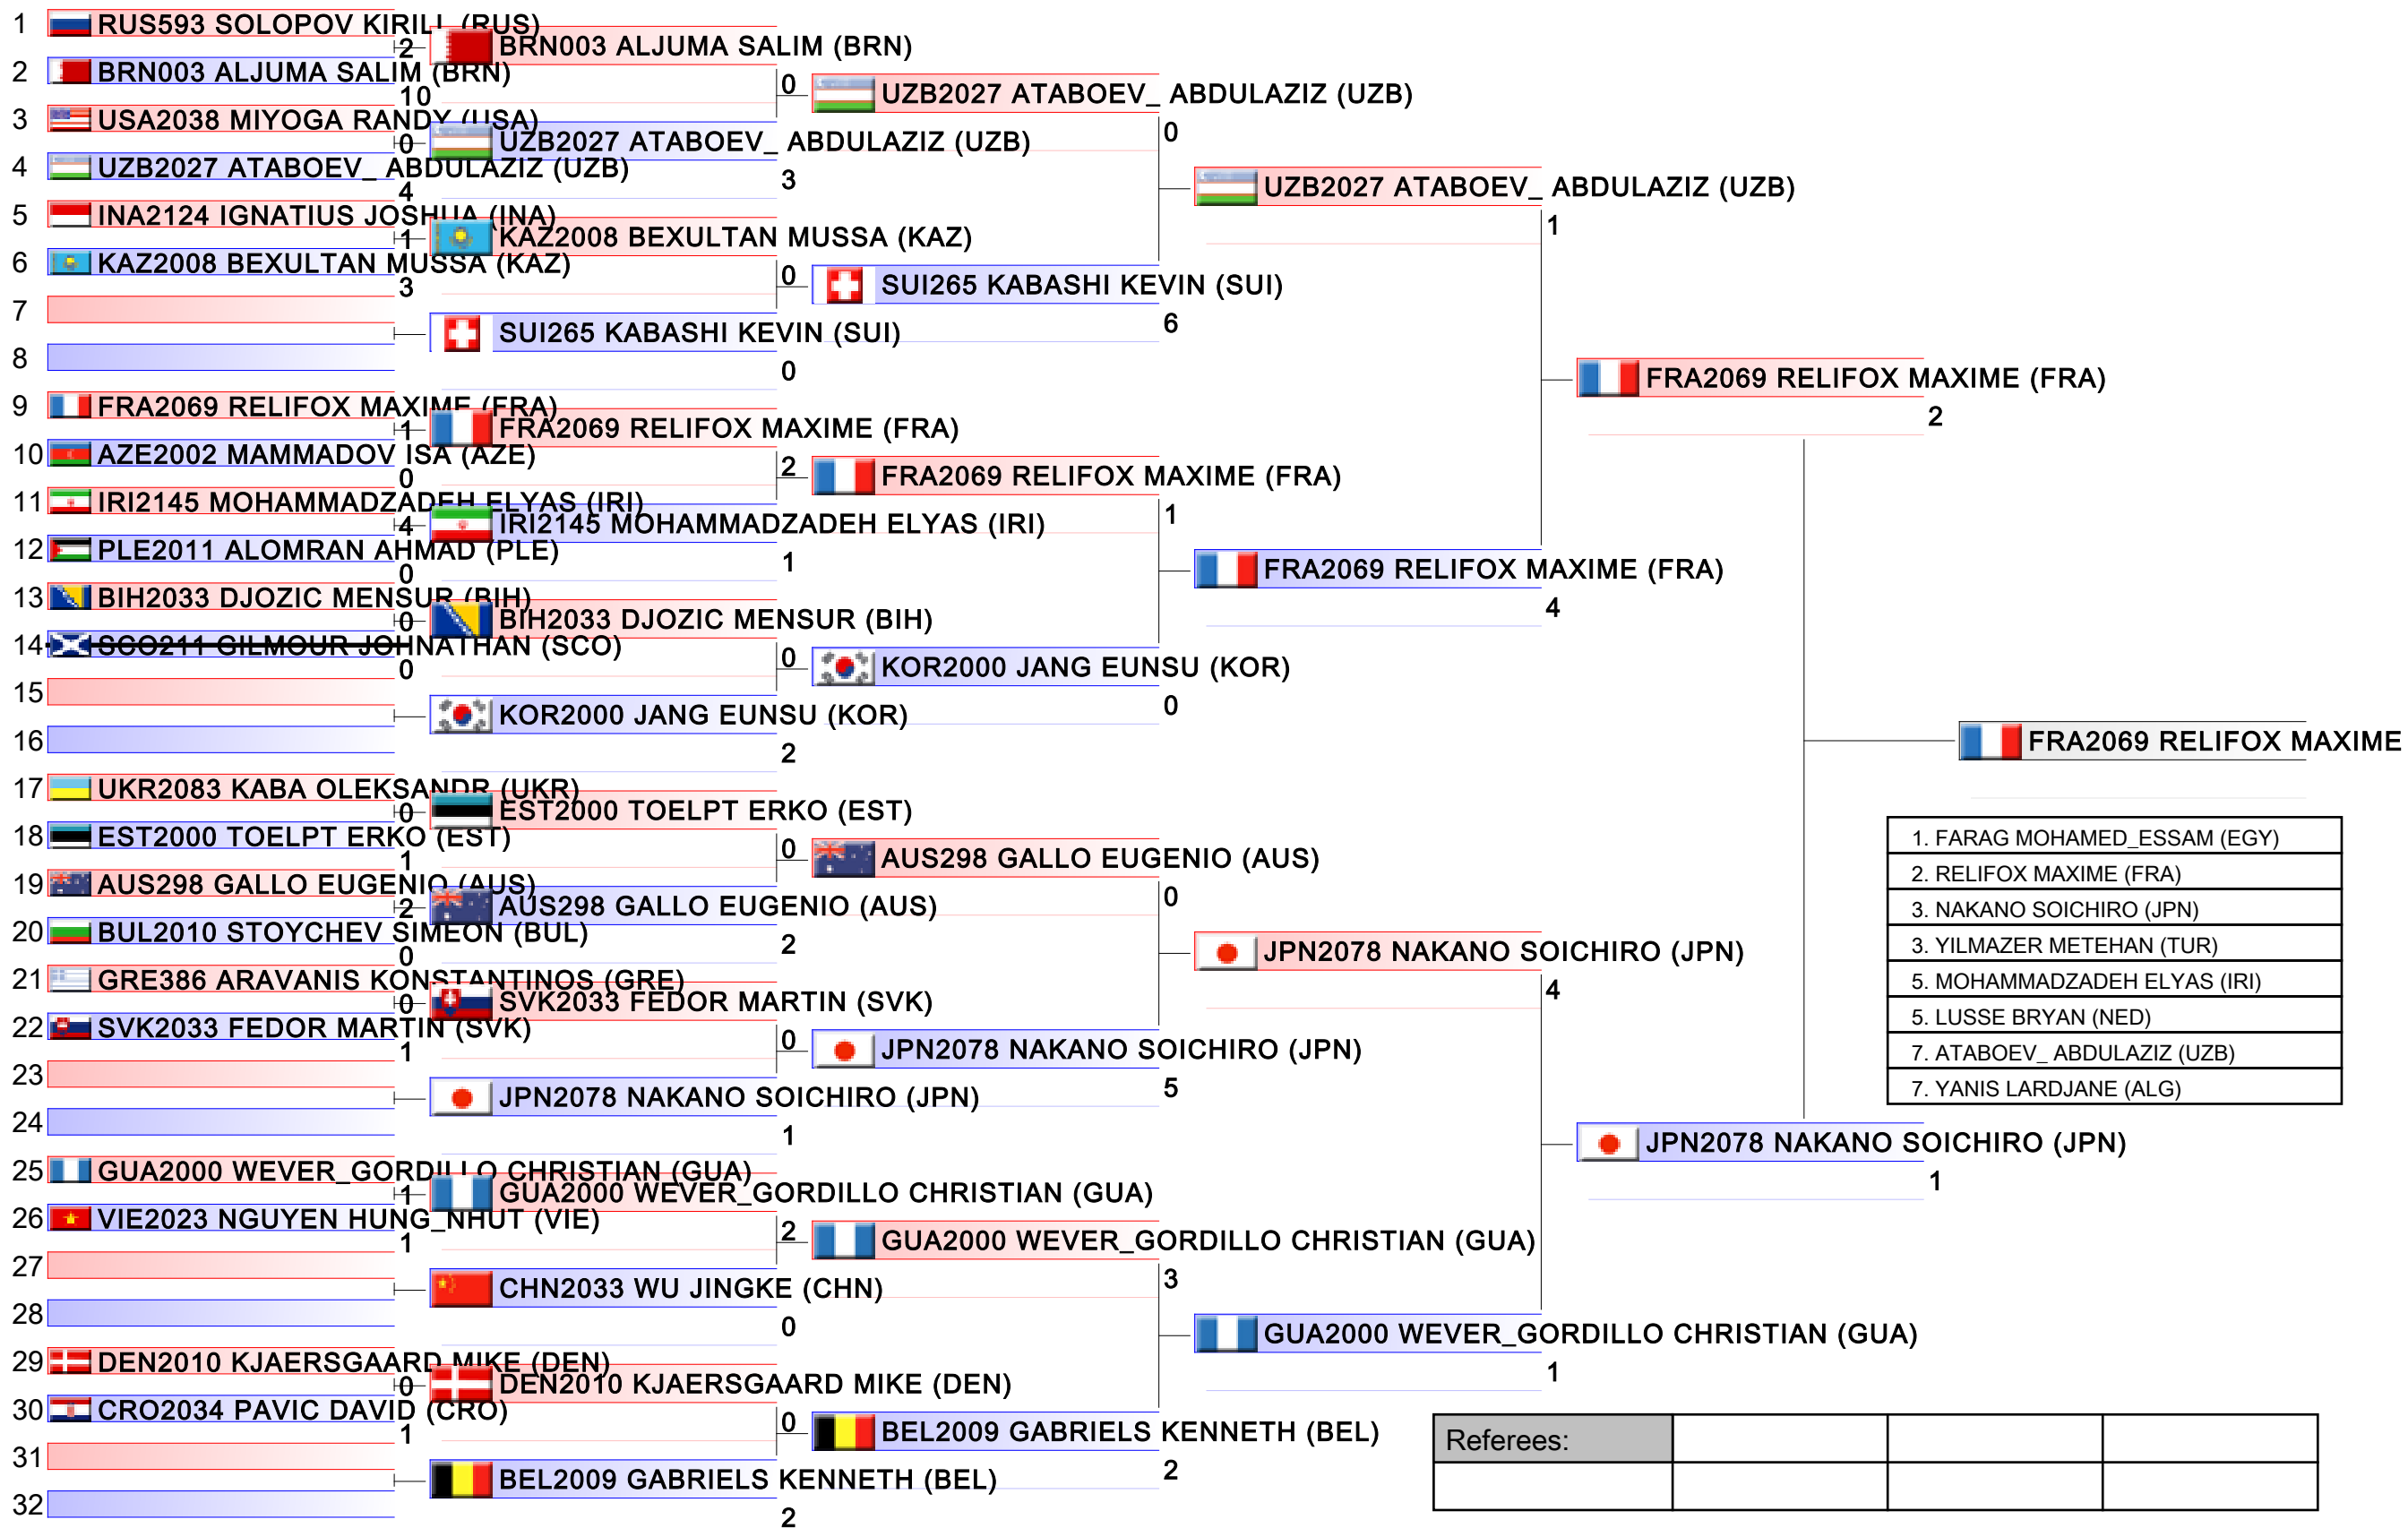 1 RUS593 SOLOPOV KIRILL (RUS)
2
2 BRN003 ALJUMA SALIM (BRN)
10
3 USA2038 MIYOGA RANDY (USA)
0
4 UZB2027 ATABOEV_ ABDULAZIZ (UZB)
4
5 INA2124 IGNATIUS JOSHUA (INA)
1
6 KAZ2008 BEXULTAN MUSSA (KAZ)
3
7
8
9 FRA2069 RELIFOX MAXIME (FRA)
1
10 AZE2002 MAMMADOV ISA (AZE)
0
11 IRI2145 MOHAMMADZADEH ELYAS (IRI)
4
12 PLE2011 ALOMRAN AHMAD (PLE)
0
13 BIH2033 DJOZIC MENSUR (BIH)
0
14 SCO211 GILMOUR JOHNATHAN (SCO)
0
15
16
17 UKR2083 KABA OLEKSANDR (UKR)
0
18 EST2000 TOELPT ERKO (EST)
1
19 AUS298 GALLO EUGENIO (AUS)
2
20 BUL2010 STOYCHEV SIMEON (BUL)
0
21 GRE386 ARAVANIS KONSTANTINOS (GRE)
0
22 SVK2033 FEDOR MARTIN (SVK)
1
23
24
25 GUA2000 WEVER_GORDILLO CHRISTIAN (GUA)
1
26 VIE2023 NGUYEN HUNG_NHUT (VIE)
1
27
28
29 DEN2010 KJAERSGAARD MIKE (DEN)
0
30 CRO2034 PAVIC DAVID (CRO)
1
31
32
BRN003 ALJUMA SALIM (BRN)
0
UZB2027 ATABOEV_ ABDULAZIZ (UZB)
3
KAZ2008 BEXULTAN MUSSA (KAZ)
0
SUI265 KABASHI KEVIN (SUI)
0
FRA2069 RELIFOX MAXIME (FRA)
2
IRI2145 MOHAMMADZADEH ELYAS (IRI)
1
BIH2033 DJOZIC MENSUR (BIH)
0
KOR2000 JANG EUNSU (KOR)
2
EST2000 TOELPT ERKO (EST)
0
AUS298 GALLO EUGENIO (AUS)
2
SVK2033 FEDOR MARTIN (SVK)
0
JPN2078 NAKANO SOICHIRO (JPN)
1
GUA2000 WEVER_GORDILLO CHRISTIAN (GUA)
2
CHN2033 WU JINGKE (CHN)
0
DEN2010 KJAERSGAARD MIKE (DEN)
0
BEL2009 GABRIELS KENNETH (BEL)
2
UZB2027 ATABOEV_ ABDULAZIZ (UZB)
0
SUI265 KABASHI KEVIN (SUI)
6
FRA2069 RELIFOX MAXIME (FRA)
1
KOR2000 JANG EUNSU (KOR)
0
AUS298 GALLO EUGENIO (AUS)
0
JPN2078 NAKANO SOICHIRO (JPN)
5
GUA2000 WEVER_GORDILLO CHRISTIAN (GUA)
3
BEL2009 GABRIELS KENNETH (BEL)
2
UZB2027 ATABOEV_ ABDULAZIZ (UZB)
1
FRA2069 RELIFOX MAXIME (FRA)
4
JPN2078 NAKANO SOICHIRO (JPN)
4
GUA2000 WEVER_GORDILLO CHRISTIAN (GUA)
1
FRA2069 RELIFOX MAXIME (FRA)
2
JPN2078 NAKANO SOICHIRO (JPN)
1
FRA2069 RELIFOX MAXIME
1. FARAG MOHAMED_ESSAM (EGY)
2. RELIFOX MAXIME (FRA)
3. NAKANO SOICHIRO (JPN)
3. YILMAZER METEHAN (TUR)
5. MOHAMMADZADEH ELYAS (IRI)
5. LUSSE BRYAN (NED)
7. ATABOEV_ ABDULAZIZ (UZB)
7. YANIS LARDJANE (ALG)
Referees: